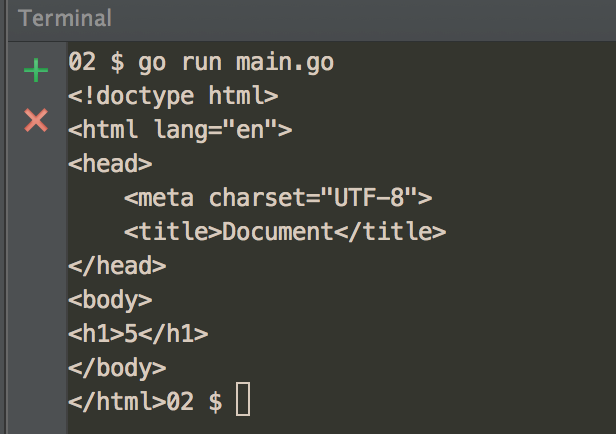 Terminal
02 $ go run main.go
<!doctype html>
<html lang="en">
<head>
    <meta charset="UTF-8">
    <title>Document</title>
</head>
<body>
<h1>5</h1>
</body>
</html>02 $